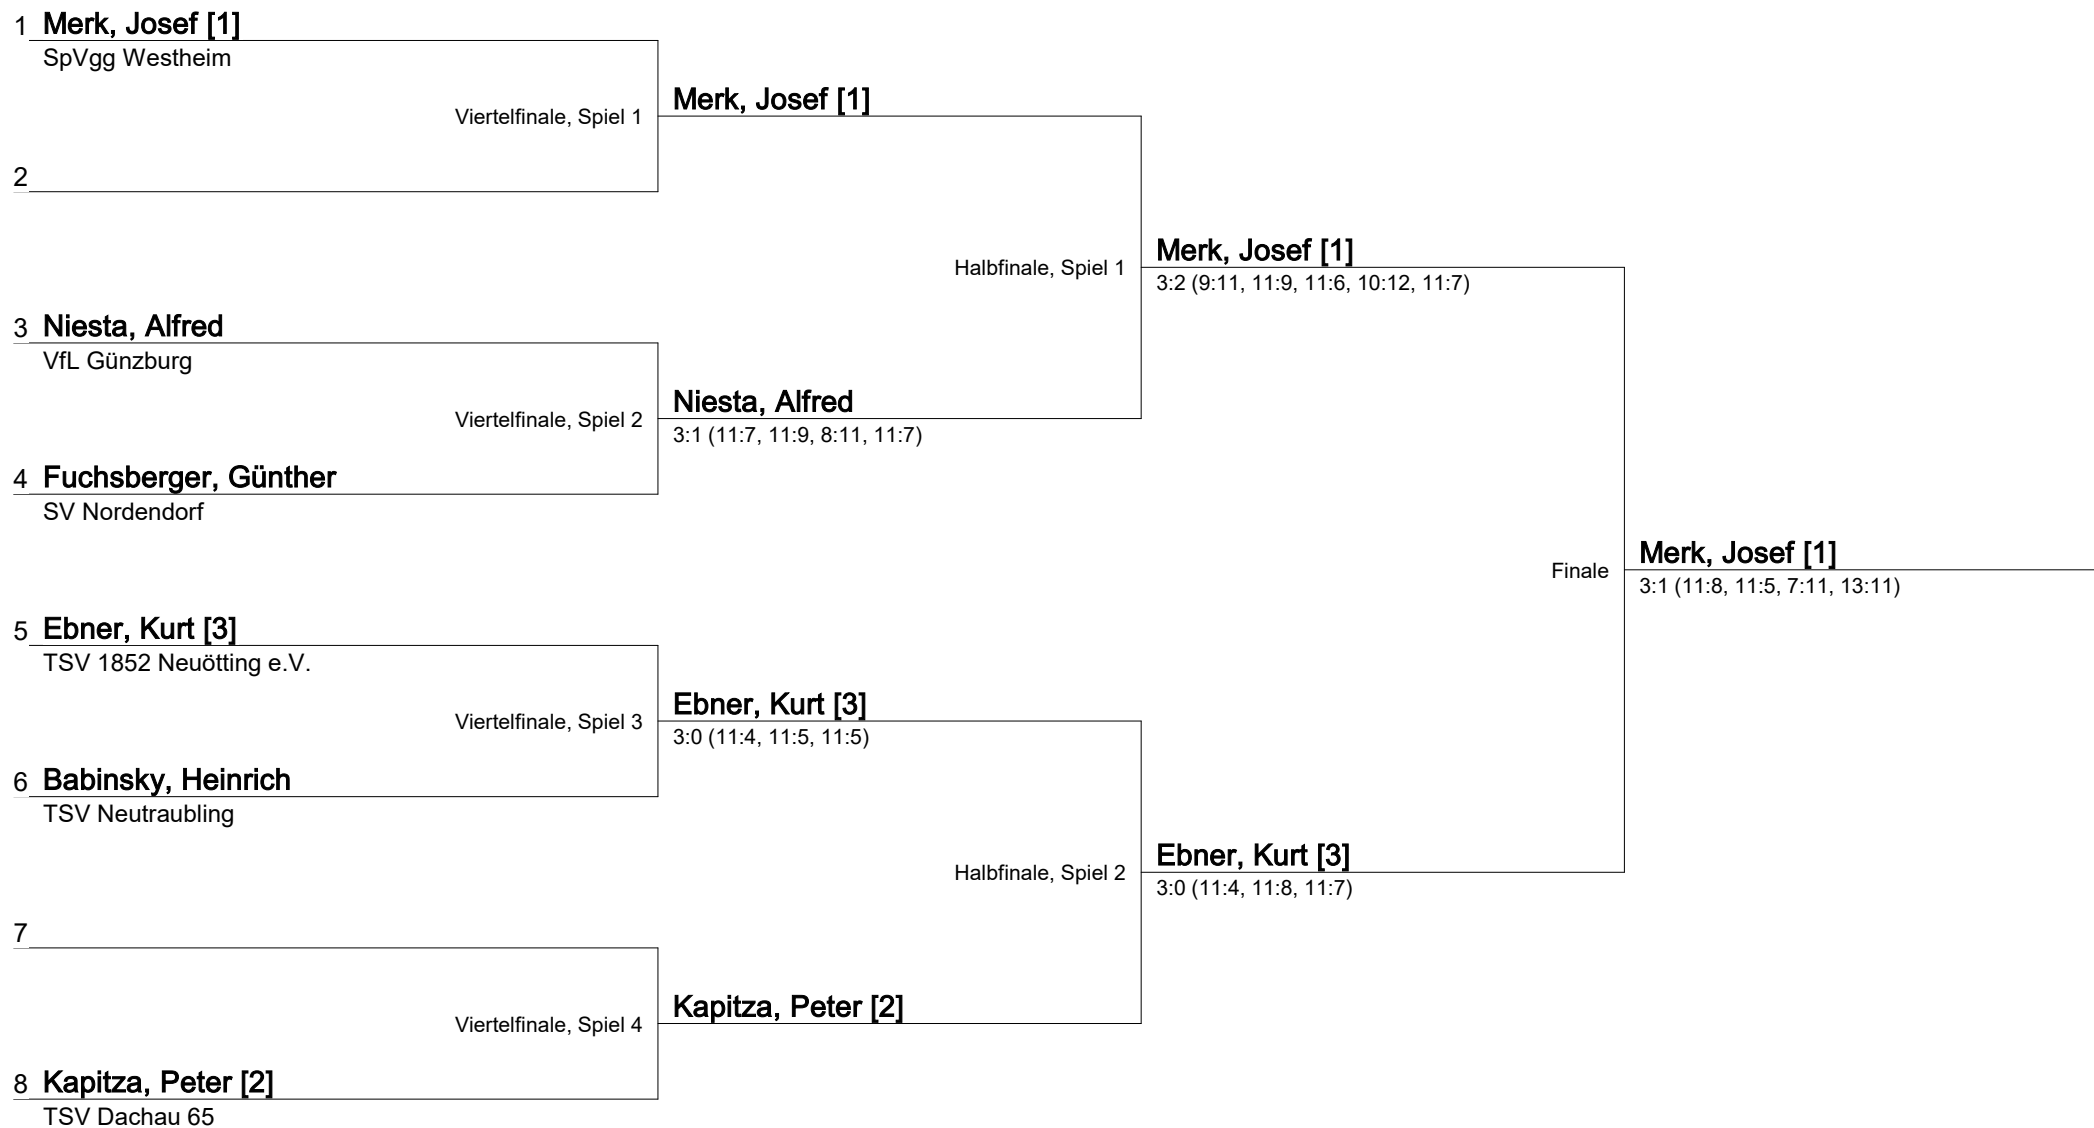 1 Merk, Josef [1]
SpVgg Westheim
Viertelfinale, Spiel 1
Merk, Josef [1]
2
Halbfinale, Spiel 1
Merk, Josef [1]
3:2 (9:11, 11:9, 11:6, 10:12, 11:7)
3 Niesta, Alfred
VfL Günzburg
Viertelfinale, Spiel 2
Niesta, Alfred
3:1 (11:7, 11:9, 8:11, 11:7)
4 Fuchsberger, Günther
SV Nordendorf
Finale
Merk, Josef [1]
3:1 (11:8, 11:5, 7:11, 13:11)
5 Ebner, Kurt [3]
TSV 1852 Neuötting e.V.
Viertelfinale, Spiel 3
Ebner, Kurt [3]
3:0 (11:4, 11:5, 11:5)
6 Babinsky, Heinrich
TSV Neutraubling
Halbfinale, Spiel 2
Ebner, Kurt [3]
3:0 (11:4, 11:8, 11:7)
7
Viertelfinale, Spiel 4
Kapitza, Peter [2]
8 Kapitza, Peter [2]
TSV Dachau 65